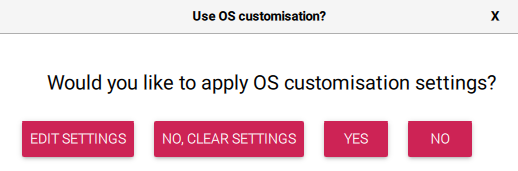 Use OS customisation?
X
Would you like to apply OS customisation settings?
EDIT SETTINGS
NO, CLEAR SETTINGS
YES
NO